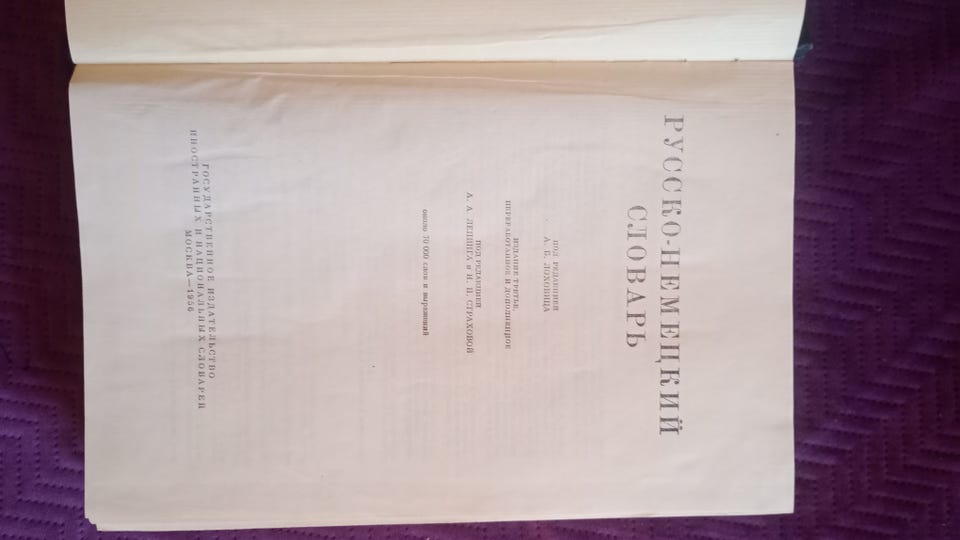 РУССКО-НЕМЕЦКИЙ
СЛОВАРЬ
ПОД РЕДАКЦИЕЙ
А. Б. ЛОХОВИЦА
ИЗДАНИЕ ТРЕТЬЕ,
ПЕРЕРАБОТАННОЕ И ДОПОЛНЕННОЕ
ПОД РЕДАКЦИЕЙ
А. А. ЛЕПИНГА и Н. П. СТРАХОВОЙ
около 70 000 слов и выражений
ГОСУДАРСТВЕННОЕ ИЗДАТЕЛЬСТВО
ИНОСТРАННЫХ И НАЦИОНАЛЬНЫХ СЛОВАРЕЙ
МОСКВА—1956